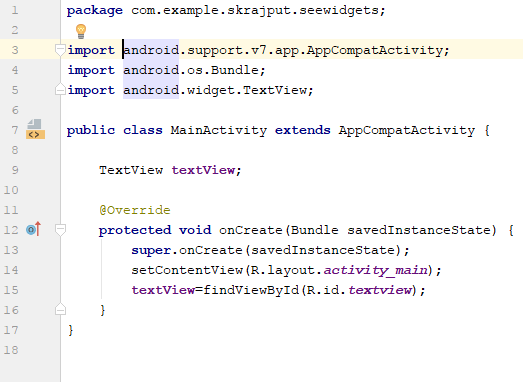 1 package com.example.skrajput.seewidgets;
2
3 import android.support.v7.app.AppCompatActivity;
4 import android.os.Bundle;
5 import android.widget.TextView;
6
7 public class MainActivity extends AppCompatActivity {
8
9 TextView textView;
10
11 @Override
12 protected void onCreate(Bundle savedInstanceState) {
13 super.onCreate(savedInstanceState);
14 setContentView(R.layout.activity_main);
15 textView=findViewById(R.id.textview);
16 }
17 }
18